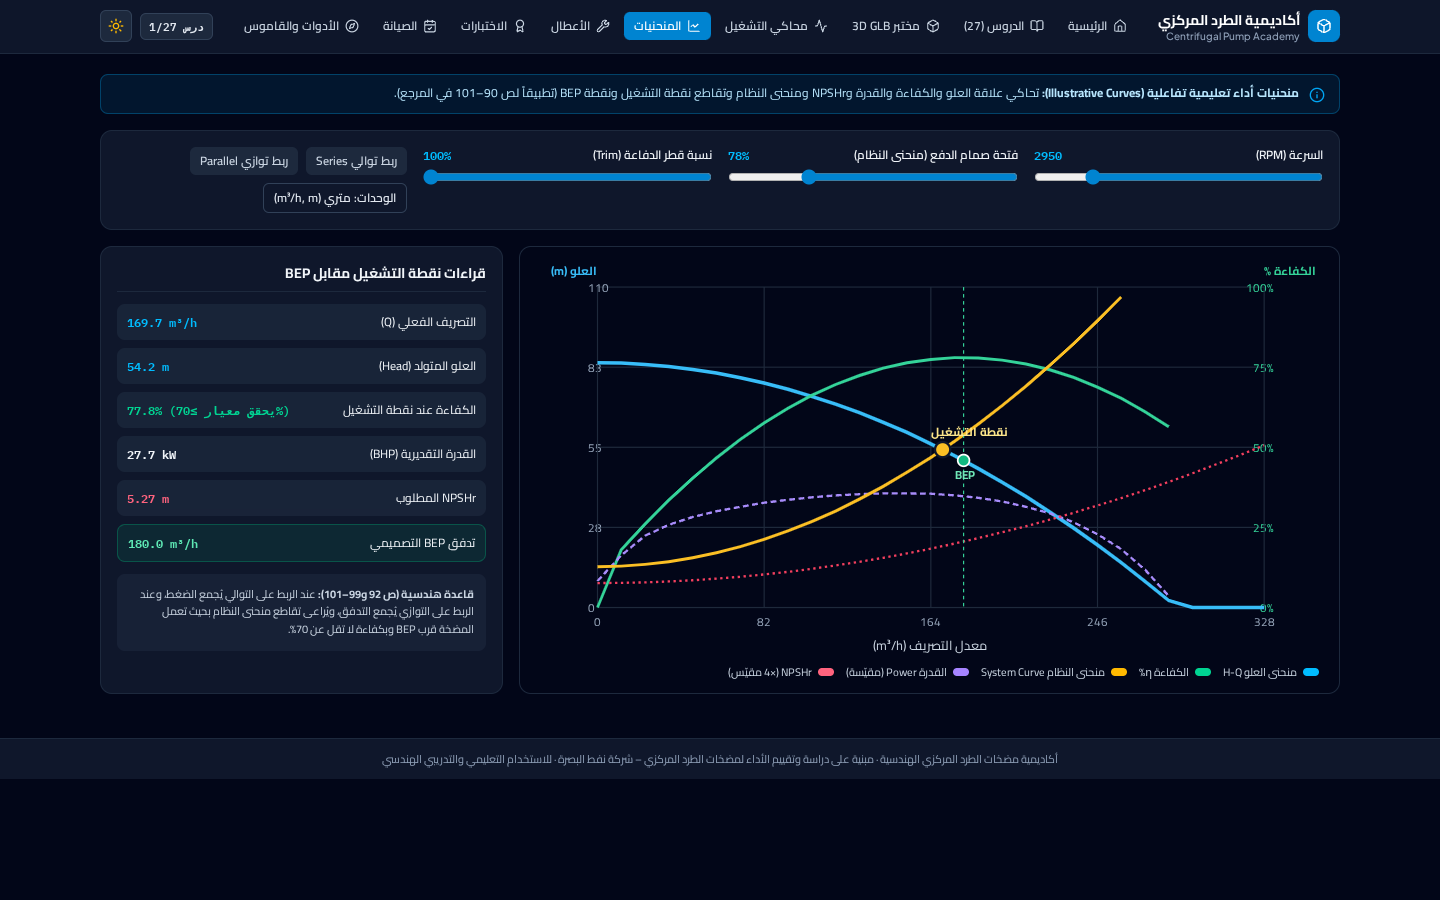 أكاديمية الطرد المركزي
Centrifugal Pump Academy
الرئيسية
الدروس (27)
مختبر 3D GLB
محاكي التشغيل
المنحنيات
الأعطال
الاختبارات
الصيانة
الأدوات والقاموس
درس 1/27
منحنيات أداء تعليمية تفاعلية (Illustrative Curves): تحاكي علاقة العلو والكفاءة والقدرة وNPSHr ومنحنى النظام وتقاطع نقطة التشغيل ونقطة BEP (تطبيقاً لص 90–101 في المرجع).
السرعة (RPM)
2950
فتحة صمام الدفع (منحنى النظام)
78%
نسبة قطر الدفاعة (Trim)
100%
ربط توالي Series
ربط توازي Parallel
الوحدات: متري (m³/h, m)
الكفاءة %
العلو (m)
110
83
55
28
0
100%
75%
50%
25%
0%
نقطة التشغيل
BEP
0
82
164
246
328
معدل التصريف (m³/h)
منحنى العلو H-Q
الكفاءة η%
منحنى النظام System Curve
القدرة Power (مقيّسة)
NPSHr (×4 مقيّس)
قراءات نقطة التشغيل مقابل BEP
التصريف الفعلي (Q)
169.7 m³/h
العلو المتولد (Head)
54.2 m
الكفاءة عند نقطة التشغيل
77.8% (يحقق معيار ≥70%)
القدرة التقديرية (BHP)
27.7 kW
NPSHr المطلوب
5.27 m
تدفق BEP التصميمي
180.0 m³/h
قاعدة هندسية (ص 92 و99–101): عند الربط على التوالي يُجمع الضغط، وعند
الربط على التوازي يُجمع التدفق، ويُراعى تقاطع منحنى النظام بحيث تعمل
المضخة قرب BEP وبكفاءة لا تقل عن 70%.
أكاديمية مضخات الطرد المركزي الهندسية · مبنية على دراسة وتقييم الأداء لمضخات الطرد المركزي – شركة نفط البصرة · للاستخدام التعليمي والتدريبي الهندسي